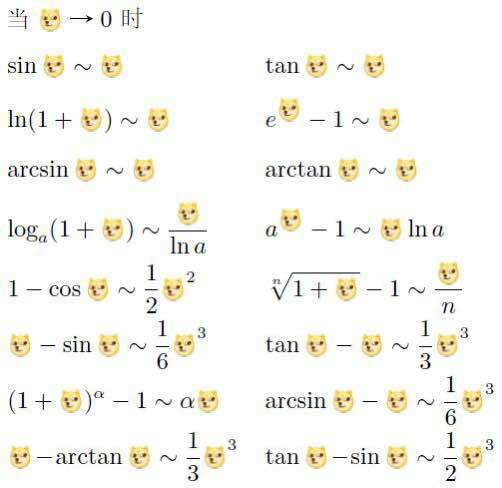 当 🐶 → 0 时
sin 🐶 ~ 🐶 tan 🐶 ~ 🐶
ln(1 + 🐶) ~ 🐶 e^🐶 − 1 ~ 🐶
arcsin 🐶 ~ 🐶 arctan 🐶 ~ 🐶
log_a(1 + 🐶) ~ 🐶/ln a a^🐶 − 1 ~ 🐶 ln a
1 − cos 🐶 ~ 1/2 🐶² ⁿ√(1 + 🐶) − 1 ~ 🐶/n
🐶 − sin 🐶 ~ 1/6 🐶³ tan 🐶 − 🐶 ~ 1/3 🐶³
(1 + 🐶)^α − 1 ~ α🐶 arcsin 🐶 − 🐶 ~ 1/6 🐶³
🐶 − arctan 🐶 ~ 1/3 🐶³ tan 🐶 − sin 🐶 ~ 1/2 🐶³